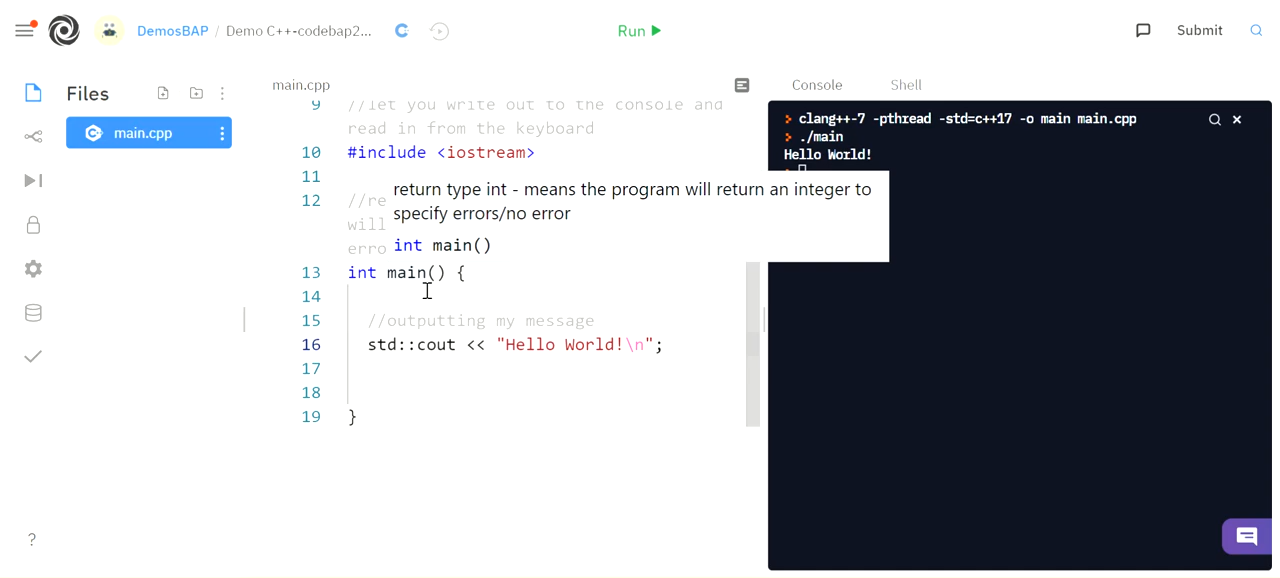 DemosBAP / Demo C++-codebap2...
Run
Submit
Files
main.cpp
main.cpp
Console
Shell
9 //let you write out to the console and
read in from the keyboard
10 #include <iostream>
11
12 //re
will
erro
return type int - means the program will return an integer to
specify errors/no error
int main()
13 int main() {
14
15 //outputting my message
16 std::cout << "Hello World!\n";
17
18
19 }
clang++-7 -pthread -std=c++17 -o main main.cpp
./main
Hello World!
?